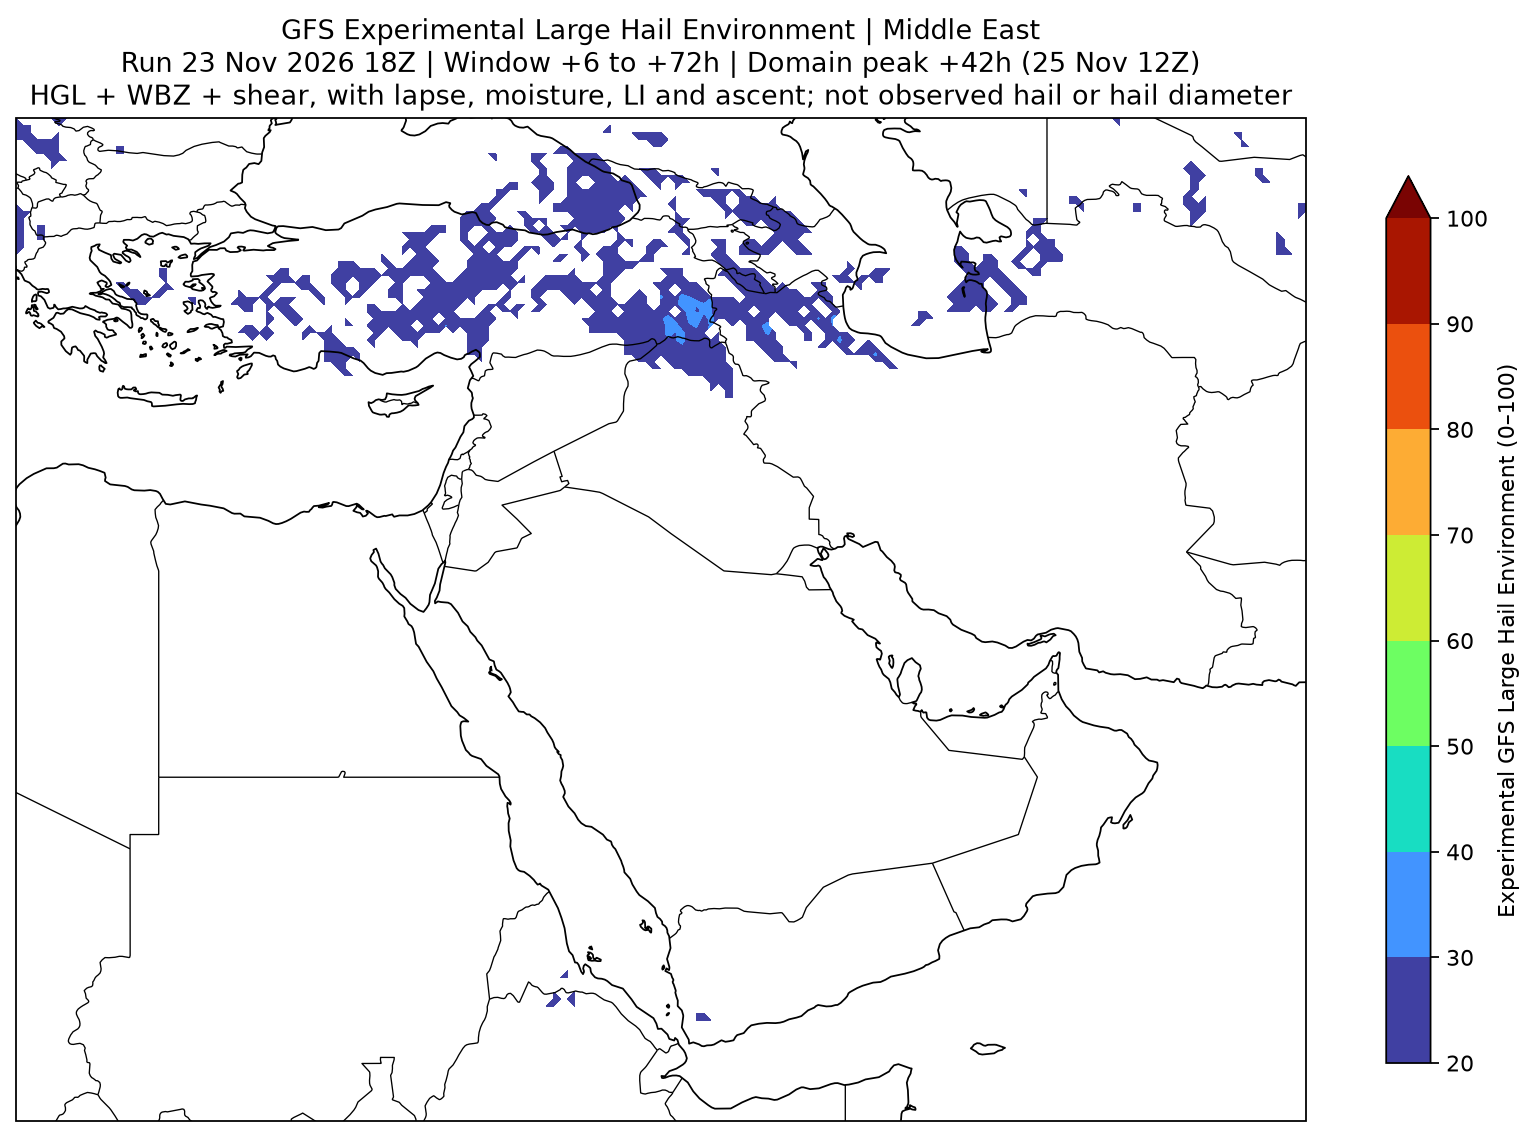 GFS Experimental Large Hail Environment | Middle East
Run 23 Nov 2026 18Z | Window +6 to +72h | Domain peak +42h (25 Nov 12Z)
HGL + WBZ + shear, with lapse, moisture, LI and ascent; not observed hail or hail diameter
100
90
80
70
60
50
40
30
20
Experimental GFS Large Hail Environment (0–100)